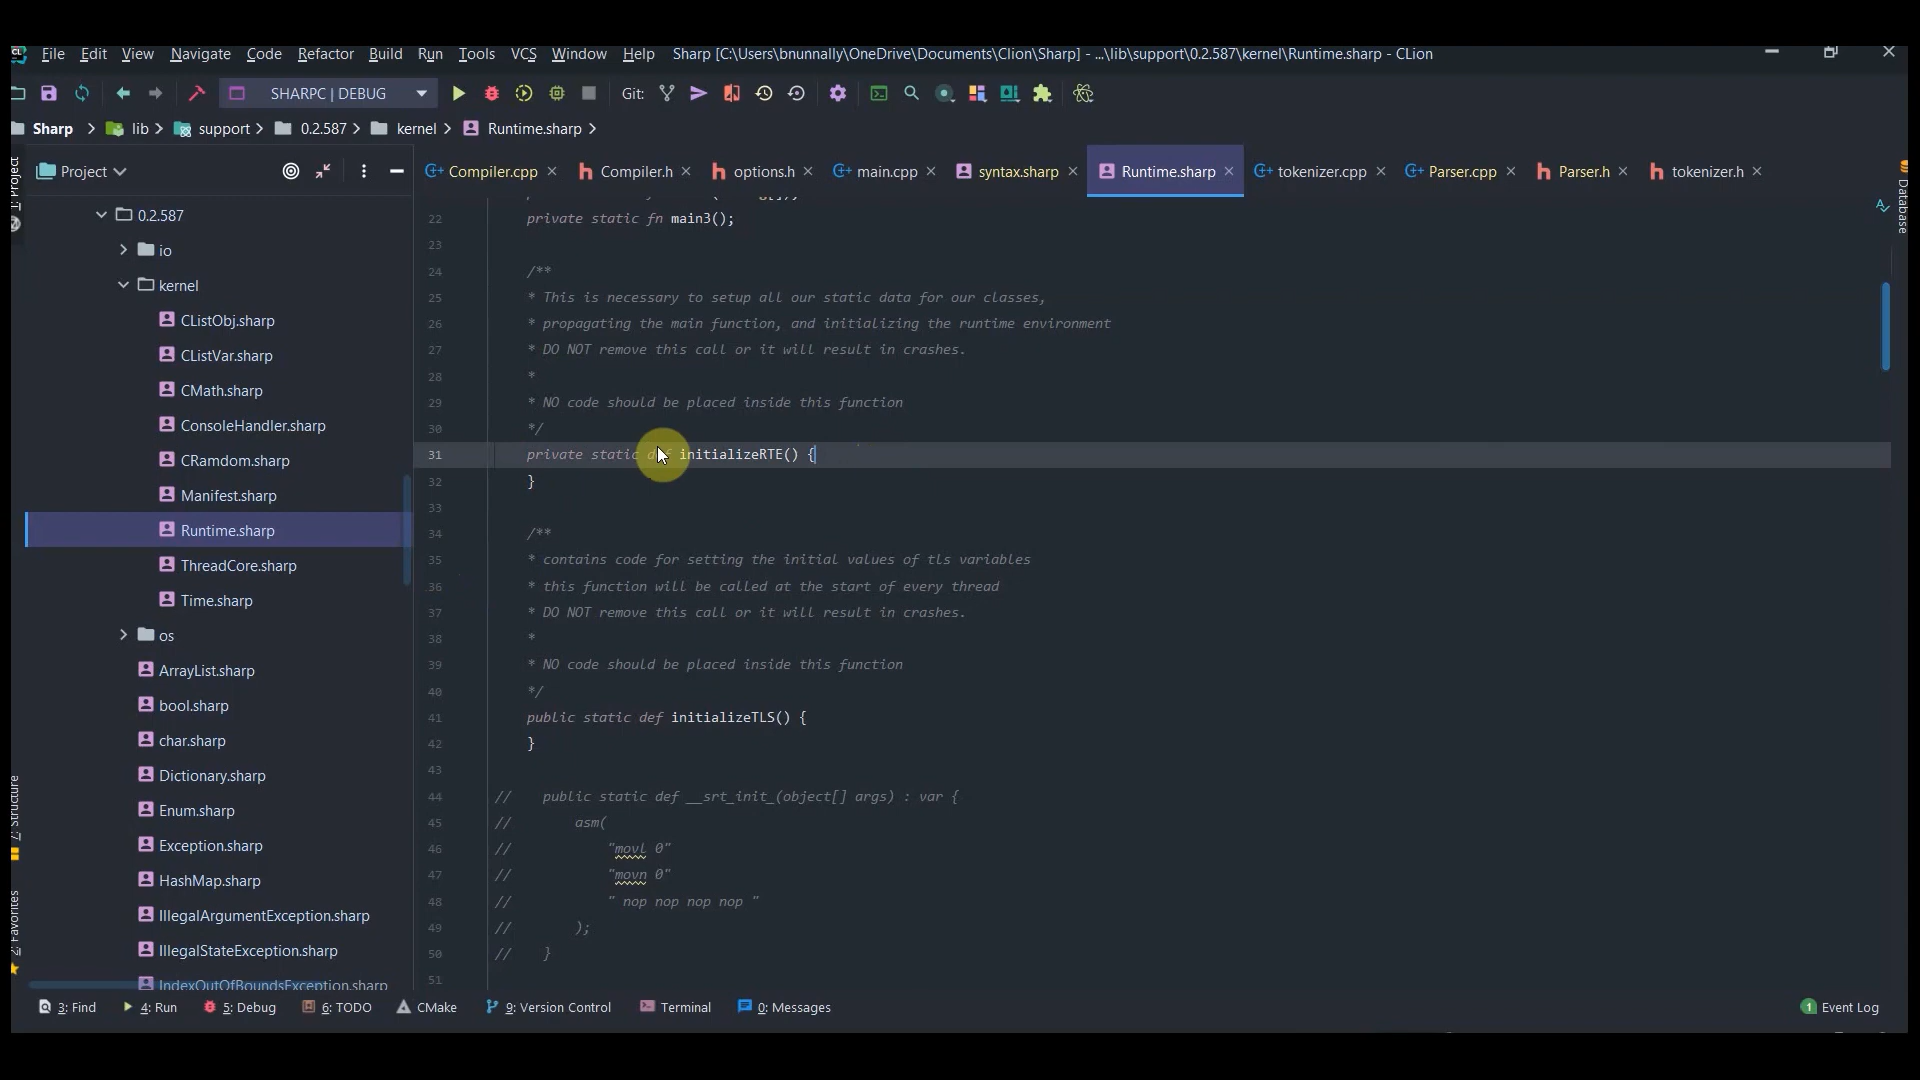 File Edit View Navigate Code Refactor Build Run Tools VCS Window Help Sharp [C:\Users\bnunnally\OneDrive\Documents\Clion\Sharp] - ...\lib\support\0.2.587\kernel\Runtime.sharp - CLion
SHARPC | DEBUG Git:
Sharp lib support 0.2.587 kernel Runtime.sharp
Project
Compiler.cpp Compiler.h options.h main.cpp syntax.sharp Runtime.sharp tokenizer.cpp Parser.cpp Parser.h tokenizer.h
1: Project
Database
0.2.587
io
kernel
CListObj.sharp
CListVar.sharp
CMath.sharp
ConsoleHandler.sharp
CRamdom.sharp
Manifest.sharp
Runtime.sharp
ThreadCore.sharp
Time.sharp
os
ArrayList.sharp
bool.sharp
char.sharp
Dictionary.sharp
Enum.sharp
Exception.sharp
HashMap.sharp
IllegalArgumentException.sharp
IllegalStateException.sharp
IndexOutOfBoundsException.sharp
7: Structure
2: Favorites
22 private static fn main3();
23
24 /**
25 * This is necessary to setup all our static data for our classes,
26 * propagating the main function, and initializing the runtime environment
27 * DO NOT remove this call or it will result in crashes.
28 *
29 * NO code should be placed inside this function
30 */
31 private static def initializeRTE() {
32 }
33
34 /**
35 * contains code for setting the initial values of tls variables
36 * this function will be called at the start of every thread
37 * DO NOT remove this call or it will result in crashes.
38 *
39 * NO code should be placed inside this function
40 */
41 public static def initializeTLS() {
42 }
43
44 // public static def __srt_init_(object[] args) : var {
45 // asm(
46 // "movl 0"
47 // "movn 0"
48 // " nop nop nop nop "
49 // );
50 // }
51
3: Find 4: Run 5: Debug 6: TODO CMake 9: Version Control Terminal 0: Messages 1 Event Log